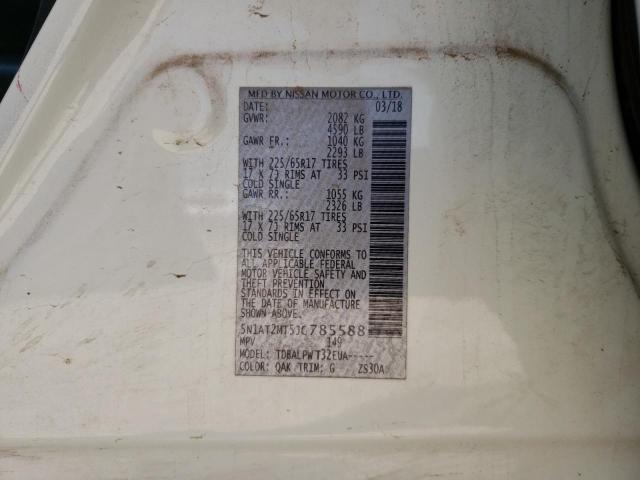 MFD BY NISSAN MOTOR CO., LTD.
DATE: 03/18
GVWR: 2082 KG
4590 LB
GAWR FR.: 1040 KG
2293 LB
WITH 225/65R17 TIRES
17 X 7J RIMS AT 33 PSI
COLD SINGLE
GAWR RR.: 1055 KG
2326 LB
WITH 225/65R17 TIRES
17 X 7J RIMS AT 33 PSI
COLD SINGLE
THIS VEHICLE CONFORMS TO
ALL APPLICABLE FEDERAL
MOTOR VEHICLE SAFETY AND
THEFT PREVENTION
STANDARDS IN EFFECT ON
THE DATE OF MANUFACTURE
SHOWN ABOVE
5N1AT2MT5JC785588
MPV 149
MODEL: TDBALPWT32EUA-----
COLOR: QAK TRIM: G ZS30A